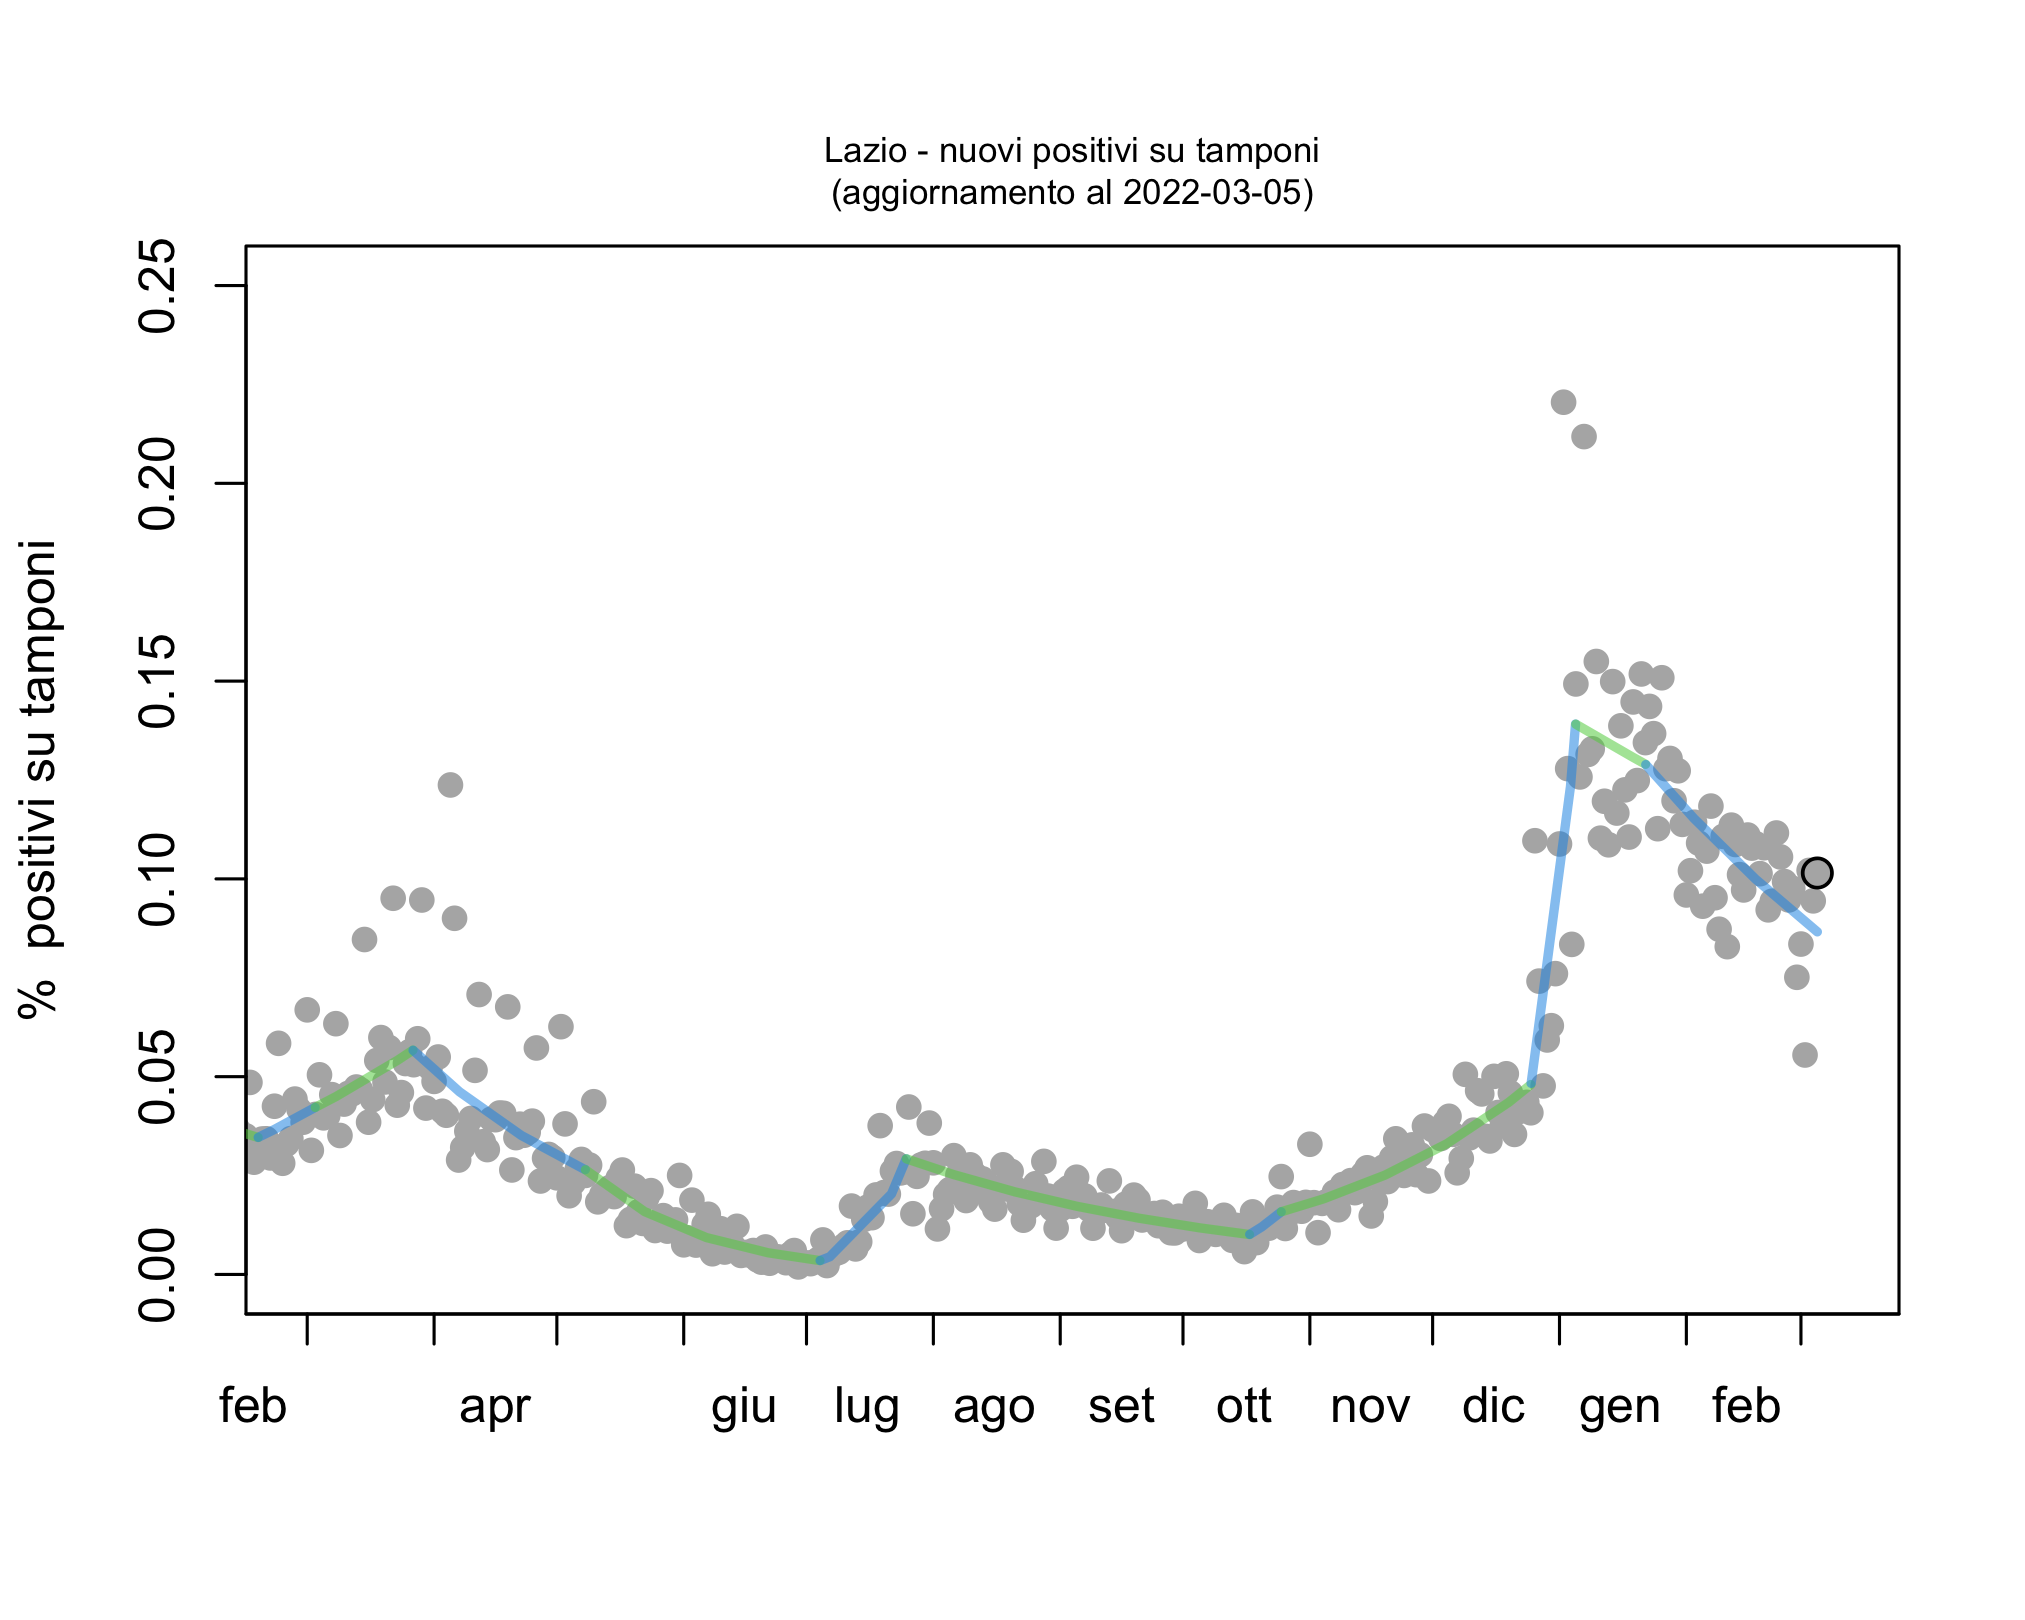 Lazio - nuovi positivi su tamponi
(aggiornamento al 2022-03-05)
% positivi su tamponi
0.25
0.20
0.15
0.10
0.05
0.00
feb apr giu lug ago set ott nov dic gen feb